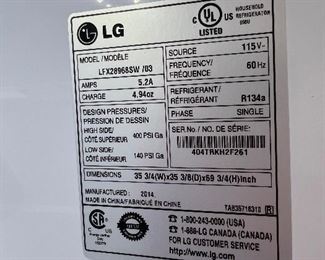 LG
C UL US
LISTED
HOUSEHOLD
REFRIGERATOR
MODEL / MODÈLE
LFX28968SW /03
AMPS 5.2A
CHARGE 4.94oz
DESIGN PRESSURES/
PRESSION DE DESSIN
HIGH SIDE/
CÔTÉ SUPÉRIEUR 400 PSI Ga
LOW SIDE/
CÔTÉ INFÉRIEUR 140 PSI Ga
SOURCE 115V~
FREQUENCY/
FREQUENCY 60Hz
REFRIGERANT/
RÉFRIGÉRANT R134a
PHASE SINGLE
SER.No. / NO. DE SÉRIE:
404TRKH2F261
DIMENSIONS 35 3/4(W)x35 3/8(D)x69 3/4(H)inch
MANUFACTURED : 2014
MADE IN CHINA/FABRIQUÉ EN CHINE
1-800-243-0000 (USA)
1-888-LG CANADA (CANADA)
FOR LG CUSTOMER SERVICE
http://www.lg.com